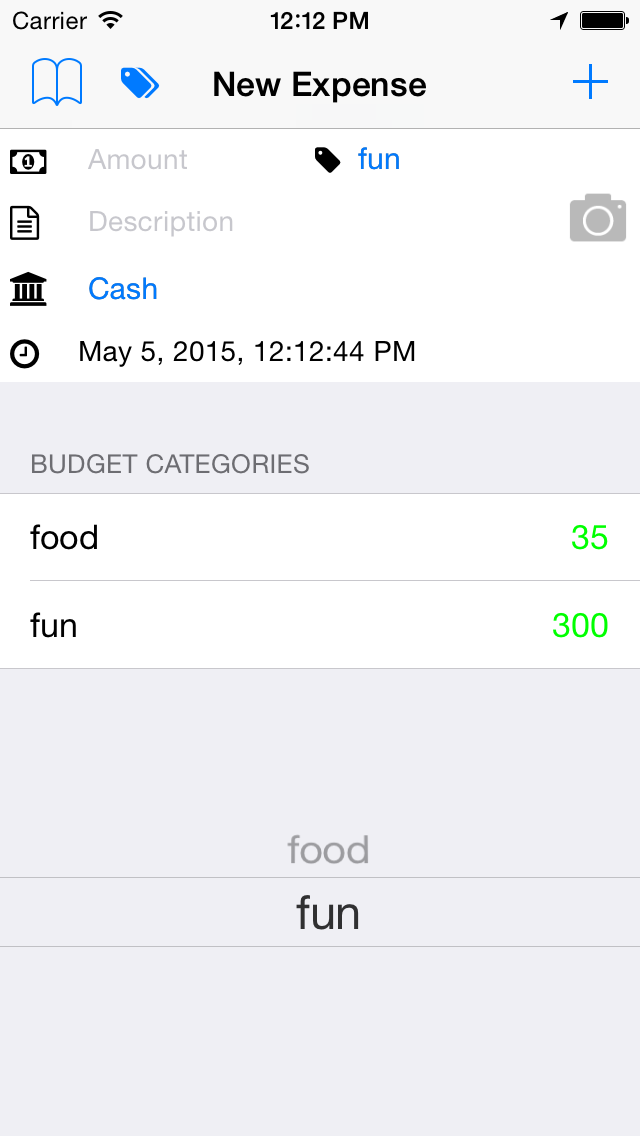 Carrier 12:12 PM
New Expense
1 Amount fun
Description
Cash
May 5, 2015, 12:12:44 PM
BUDGET CATEGORIES
food 35
fun 300
food
fun